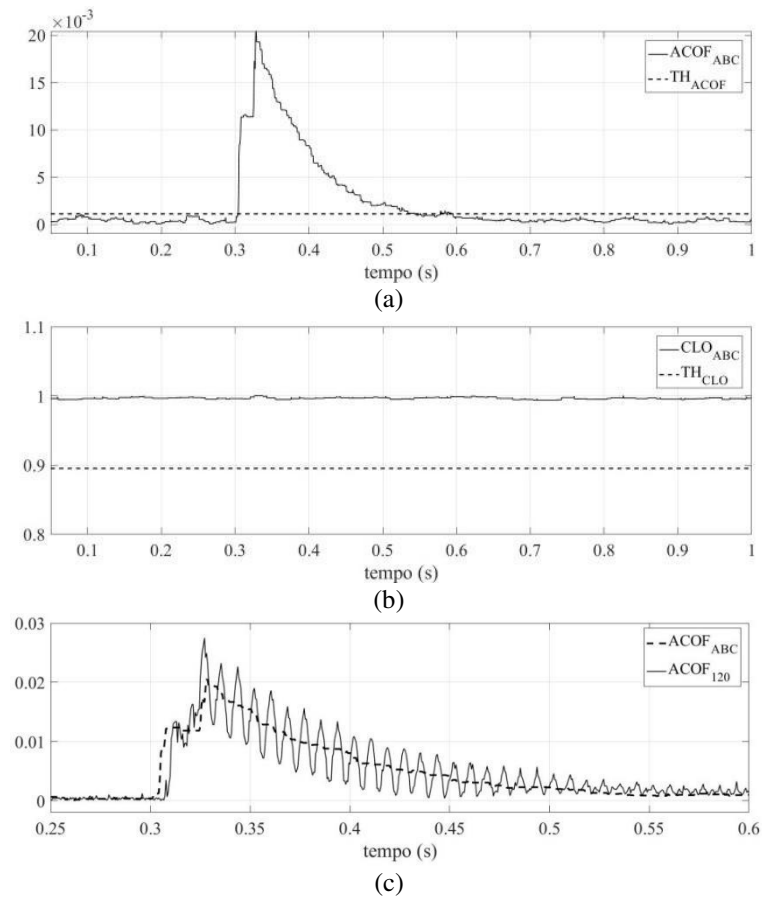 ×10⁻³
20
15
10
5
0
ACOF_ABC
TH_ACOF
0.1 0.2 0.3 0.4 0.5 0.6 0.7 0.8 0.9 1
tempo (s)
(a)
1.1
1
0.9
0.8
CLO_ABC
TH_CLO
0.1 0.2 0.3 0.4 0.5 0.6 0.7 0.8 0.9 1
tempo (s)
(b)
0.03
0.02
0.01
0
ACOF_ABC
ACOF_120
0.25 0.3 0.35 0.4 0.45 0.5 0.55 0.6
tempo (s)
(c)